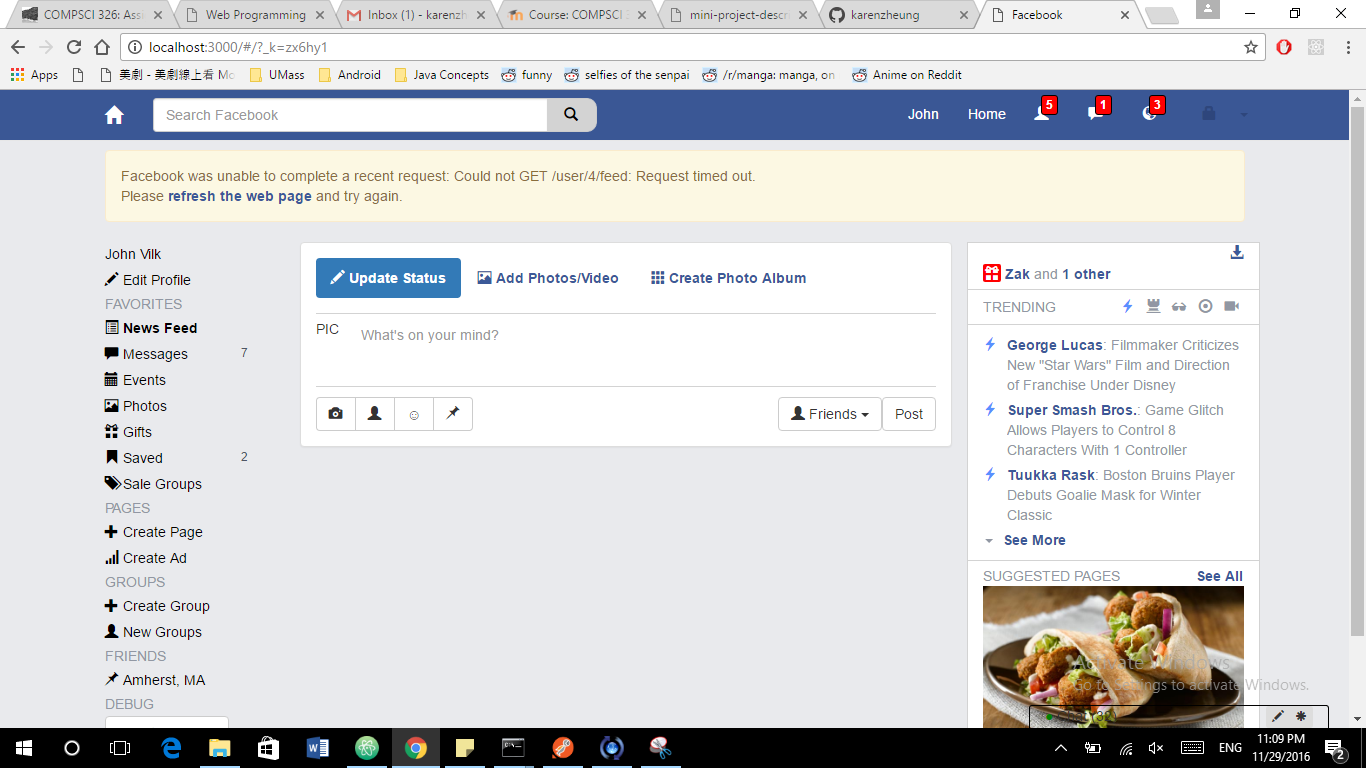 COMPSCI 326: Ass
Web Programming
Inbox (1) - karenzh
Course: COMPSCI
mini-project-descr
karenzheung
Facebook
localhost:3000/#/?_k=zx6hy1
Apps
美劇 - 美劇線上看 Mo
UMass
Android
Java Concepts
funny
selfies of the senpai
/r/manga: manga, on
Anime on Reddit
Search Facebook
John
Home
5
1
3
Facebook was unable to complete a recent request: Could not GET /user/4/feed: Request timed out.
Please refresh the web page and try again.
John Vilk
Edit Profile
FAVORITES
News Feed
Messages 7
Events
Photos
Gifts
Saved 2
Sale Groups
PAGES
Create Page
Create Ad
GROUPS
Create Group
New Groups
FRIENDS
Amherst, MA
DEBUG
Update Status
Add Photos/Video
Create Photo Album
PIC
What's on your mind?
Friends
Post
Zak and 1 other
TRENDING
George Lucas: Filmmaker Criticizes
New "Star Wars" Film and Direction
of Franchise Under Disney
Super Smash Bros.: Game Glitch
Allows Players to Control 8
Characters With 1 Controller
Tuukka Rask: Boston Bruins Player
Debuts Goalie Mask for Winter
Classic
See More
SUGGESTED PAGES See All
Activate Windows
Go to Settings to activate Windows.
ENG
11:09 PM
11/29/2016
2